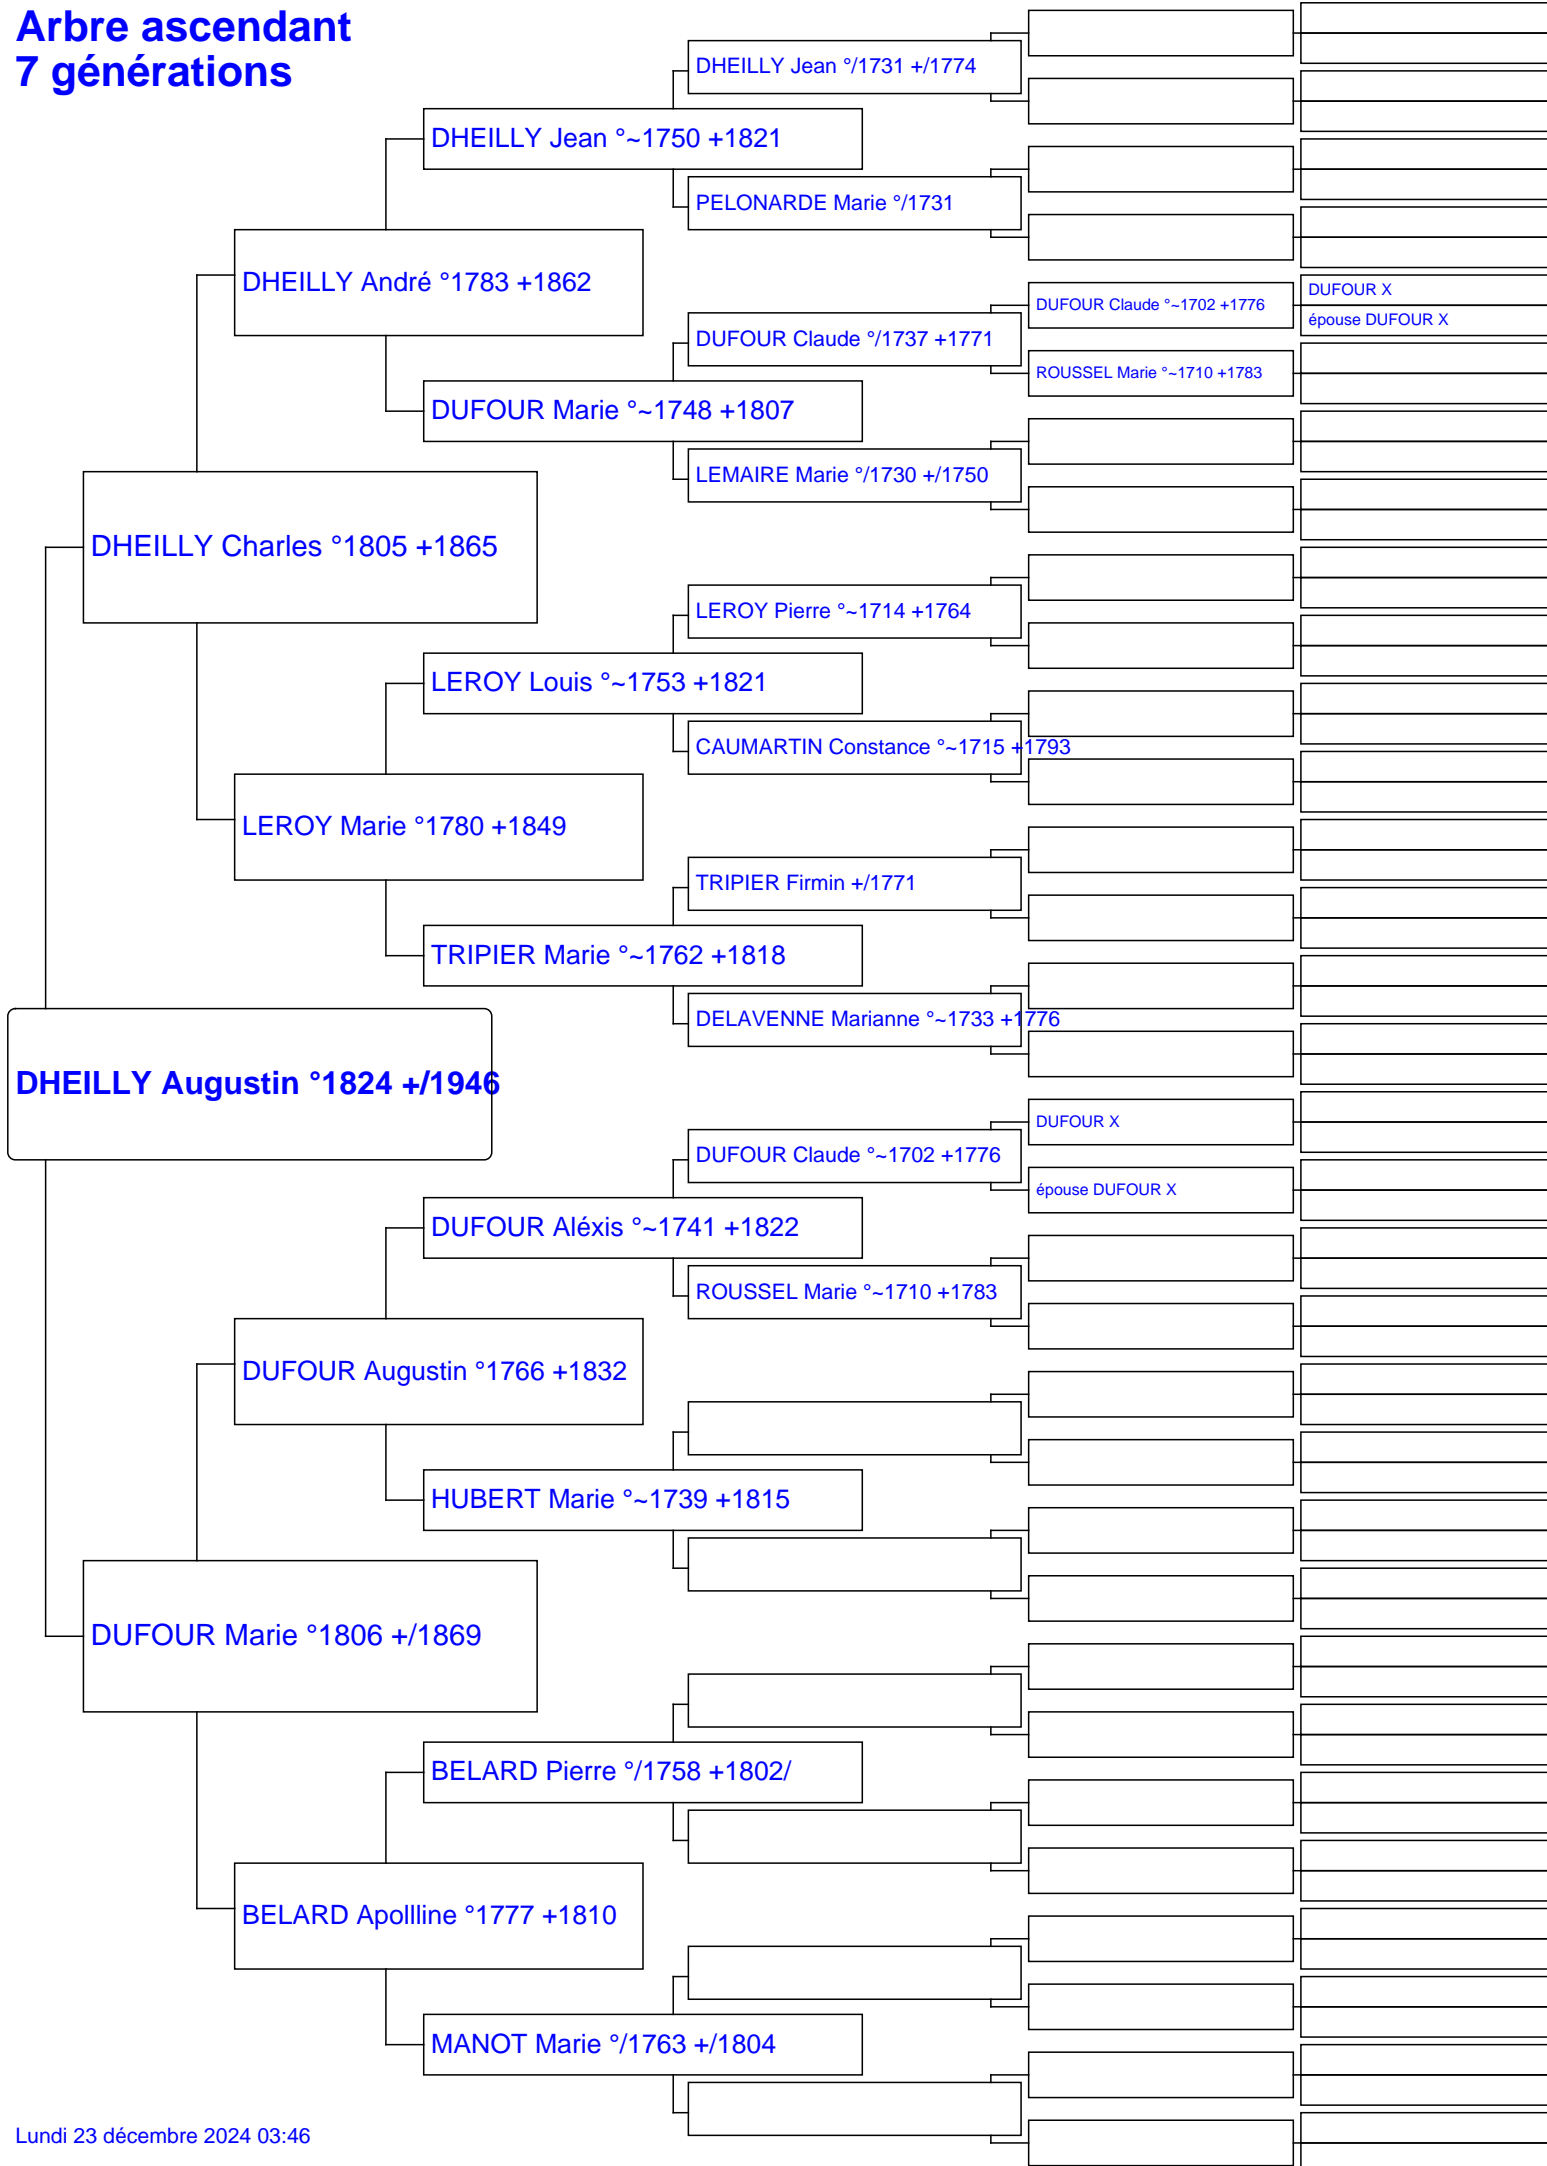 Arbre ascendant
7 générations
DHEILLY Jean °/1731 +/1774
DHEILLY Jean °~1750 +1821
PELONARDE Marie °/1731
DHEILLY André °1783 +1862
DUFOUR X
DUFOUR Claude °~1702 +1776
épouse DUFOUR X
DUFOUR Claude °/1737 +1771
ROUSSEL Marie °~1710 +1783
DUFOUR Marie °~1748 +1807
LEMAIRE Marie °/1730 +/1750
DHEILLY Charles °1805 +1865
LEROY Pierre °~1714 +1764
LEROY Louis °~1753 +1821
CAUMARTIN Constance °~1715 +1793
LEROY Marie °1780 +1849
TRIPIER Firmin +/1771
TRIPIER Marie °~1762 +1818
DELAVENNE Marianne °~1733 +1776
DHEILLY Augustin °1824 +/1946
DUFOUR X
DUFOUR Claude °~1702 +1776
épouse DUFOUR X
DUFOUR Aléxis °~1741 +1822
ROUSSEL Marie °~1710 +1783
DUFOUR Augustin °1766 +1832
HUBERT Marie °~1739 +1815
DUFOUR Marie °1806 +/1869
BELARD Pierre °/1758 +1802/
BELARD Apollline °1777 +1810
MANOT Marie °/1763 +/1804
Lundi 23 décembre 2024 03:46